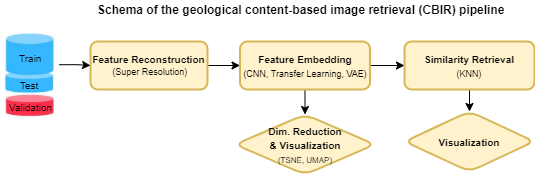 Schema of the geological content-based image retrieval (CBIR) pipeline
Train
Test
Validation
Feature Reconstruction
(Super Resolution)
Feature Embedding
(CNN, Transfer Learning, VAE)
Similarity Retrieval
(KNN)
Dim. Reduction
& Visualization
(TSNE, UMAP)
Visualization